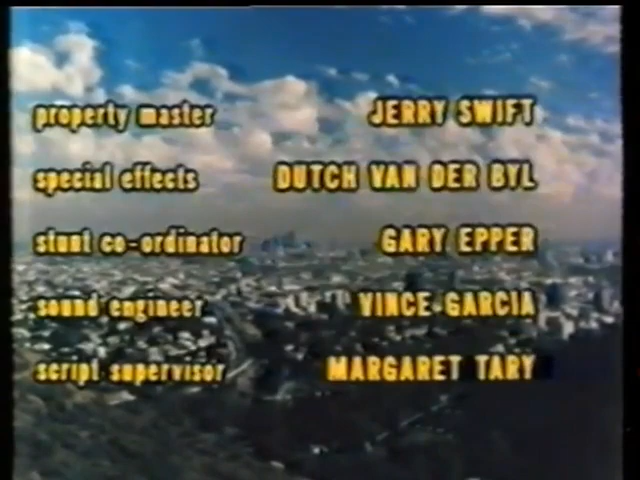 property master JERRY SWIFT
special effects DUTCH VAN DER BYL
stunt co-ordinator GARY EPPER
sound engineer VINCE GARCIA
script supervisor MARGARET TARY